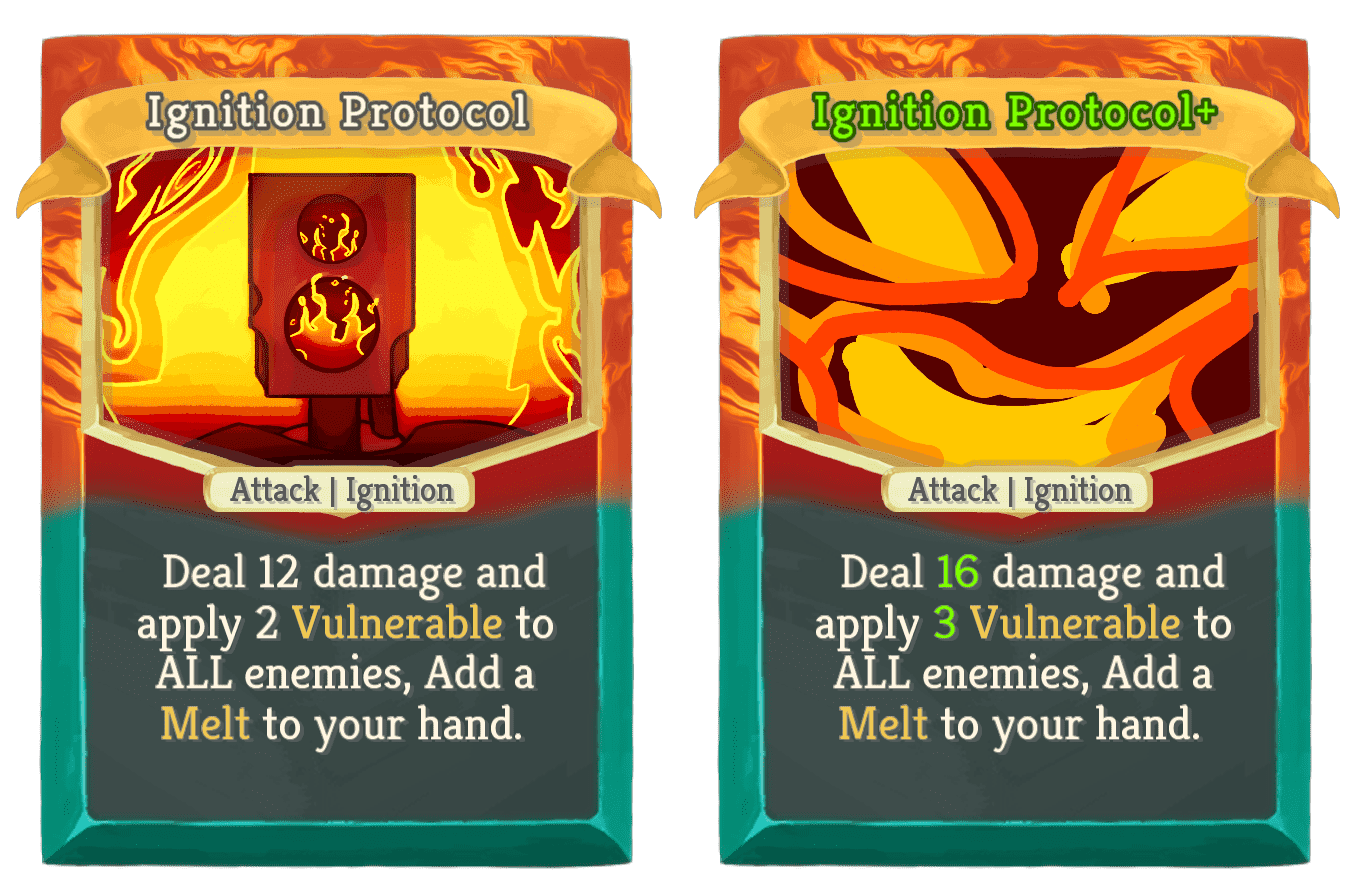 Ignition Protocol
Attack | Ignition
Deal 12 damage and
apply 2 Vulnerable to
ALL enemies, Add a
Melt to your hand.
Ignition Protocol+
Attack | Ignition
Deal 16 damage and
apply 3 Vulnerable to
ALL enemies, Add a
Melt to your hand.